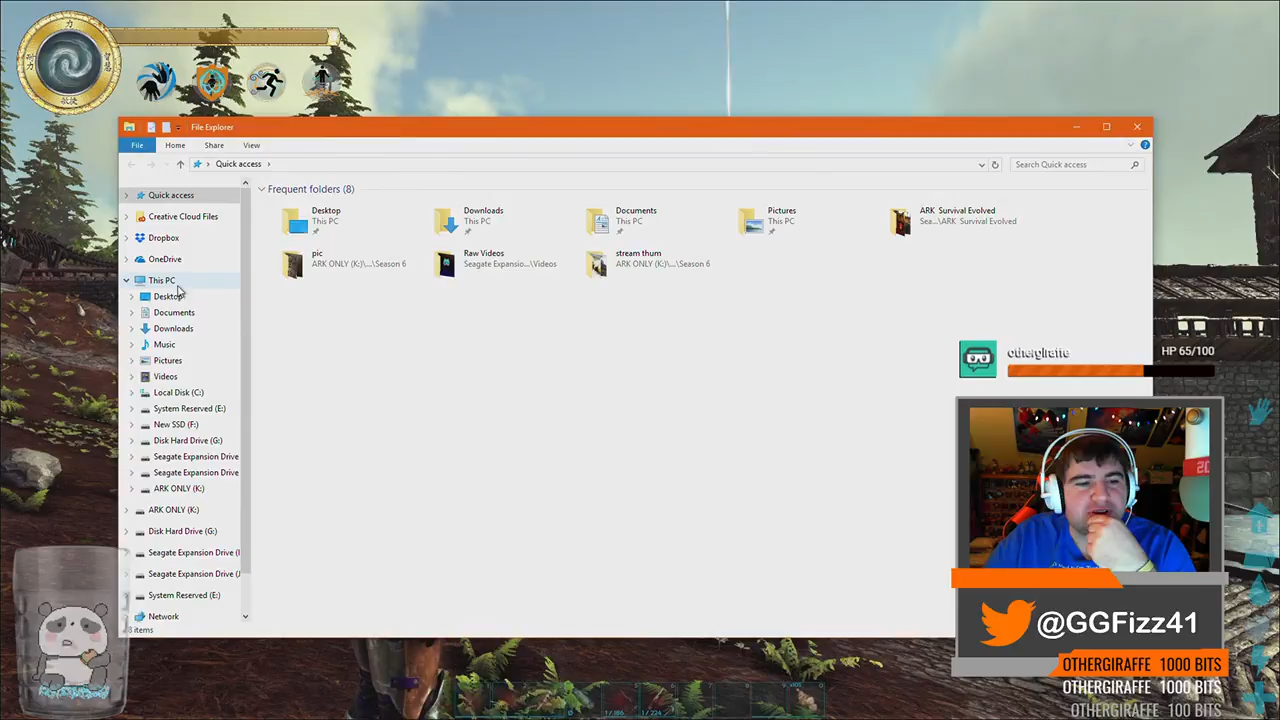 File Explorer
File Home Share View
Quick access
Search Quick access
Quick access
Creative Cloud Files
Dropbox
OneDrive
This PC
Desktop
Documents
Downloads
Music
Pictures
Videos
Local Disk (C:)
System Reserved (E:)
New SSD (F:)
Disk Hard Drive (G:)
Seagate Expansion Drive
Seagate Expansion Drive
ARK ONLY (K:)
ARK ONLY (K:)
Disk Hard Drive (G:)
Seagate Expansion Drive (I
Seagate Expansion Drive (J
System Reserved (E:)
Network
8 items
Frequent folders (8)
Desktop
This PC
Downloads
This PC
Documents
This PC
Pictures
This PC
ARK Survival Evolved
Sea...\ARK Survival Evolved
pic
ARK ONLY (K:)\...\Season 6
Raw Videos
Seagate Expansio...\Videos
stream thum
ARK ONLY (K:)\...\Season 6
othergiraffe HP 65/100
@GGFizz41
OTHERGIRAFFE 1000 BITS
OTHERGIRAFFE 1000 BITS
OTHERGIRAFFE 100 BITS